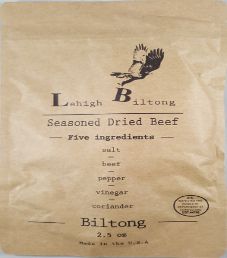 Lehigh Biltong
Seasoned Dried Beef
Five ingredients
salt
beef
pepper
vinegar
coriander
Biltong
2.5 oz
Made in the U.S.A